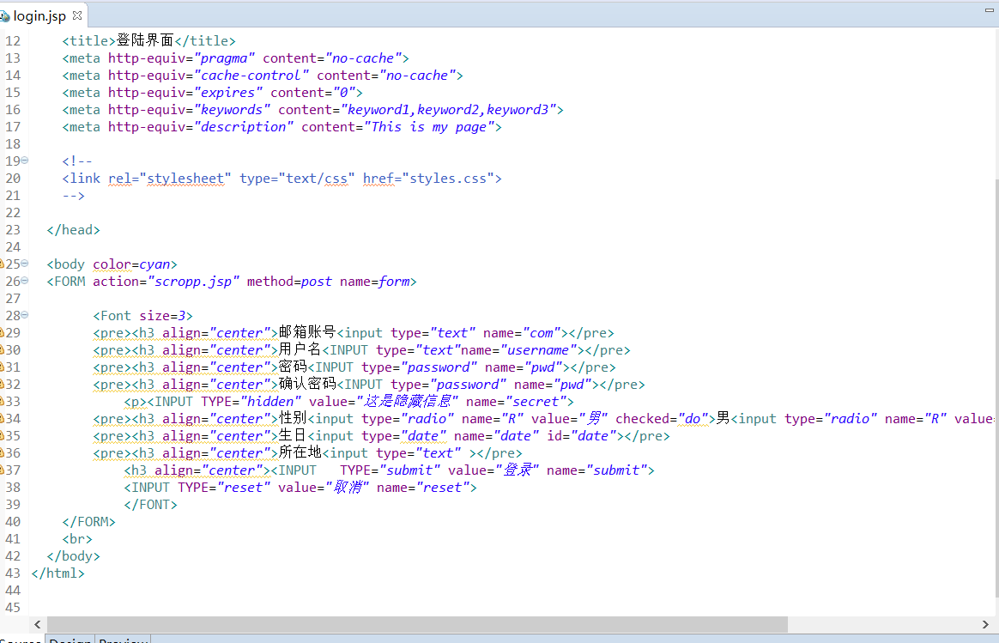 login.jsp
12 <title>登陆界面</title>
13 <meta http-equiv="pragma" content="no-cache">
14 <meta http-equiv="cache-control" content="no-cache">
15 <meta http-equiv="expires" content="0">
16 <meta http-equiv="keywords" content="keyword1,keyword2,keyword3">
17 <meta http-equiv="description" content="This is my page">
18
19 <!--
20 <link rel="stylesheet" type="text/css" href="styles.css">
21 -->
22
23 </head>
24
25 <body color=cyan>
26 <FORM action="scropp.jsp" method=post name=form>
27
28 <Font size=3>
29 <pre><h3 align="center">邮箱账号<input type="text" name="com"></pre>
30 <pre><h3 align="center">用户名<INPUT type="text"name="username"></pre>
31 <pre><h3 align="center">密码<INPUT type="password" name="pwd"></pre>
32 <pre><h3 align="center">确认密码<INPUT type="password" name="pwd"></pre>
33 <p><INPUT TYPE="hidden" value="这是隐藏信息" name="secret">
34 <pre><h3 align="center">性别<input type="radio" name="R" value="男" checked="do">男<input type="radio" name="R" value=
35 <pre><h3 align="center">生日<input type="date" name="date" id="date"></pre>
36 <pre><h3 align="center">所在地<input type="text" ></pre>
37 <h3 align="center"><INPUT   TYPE="submit" value="登录" name="submit">
38 <INPUT TYPE="reset" value="取消" name="reset">
39 </FONT>
40 </FORM>
41 <br>
42 </body>
43 </html>
44
45
Source Design Preview